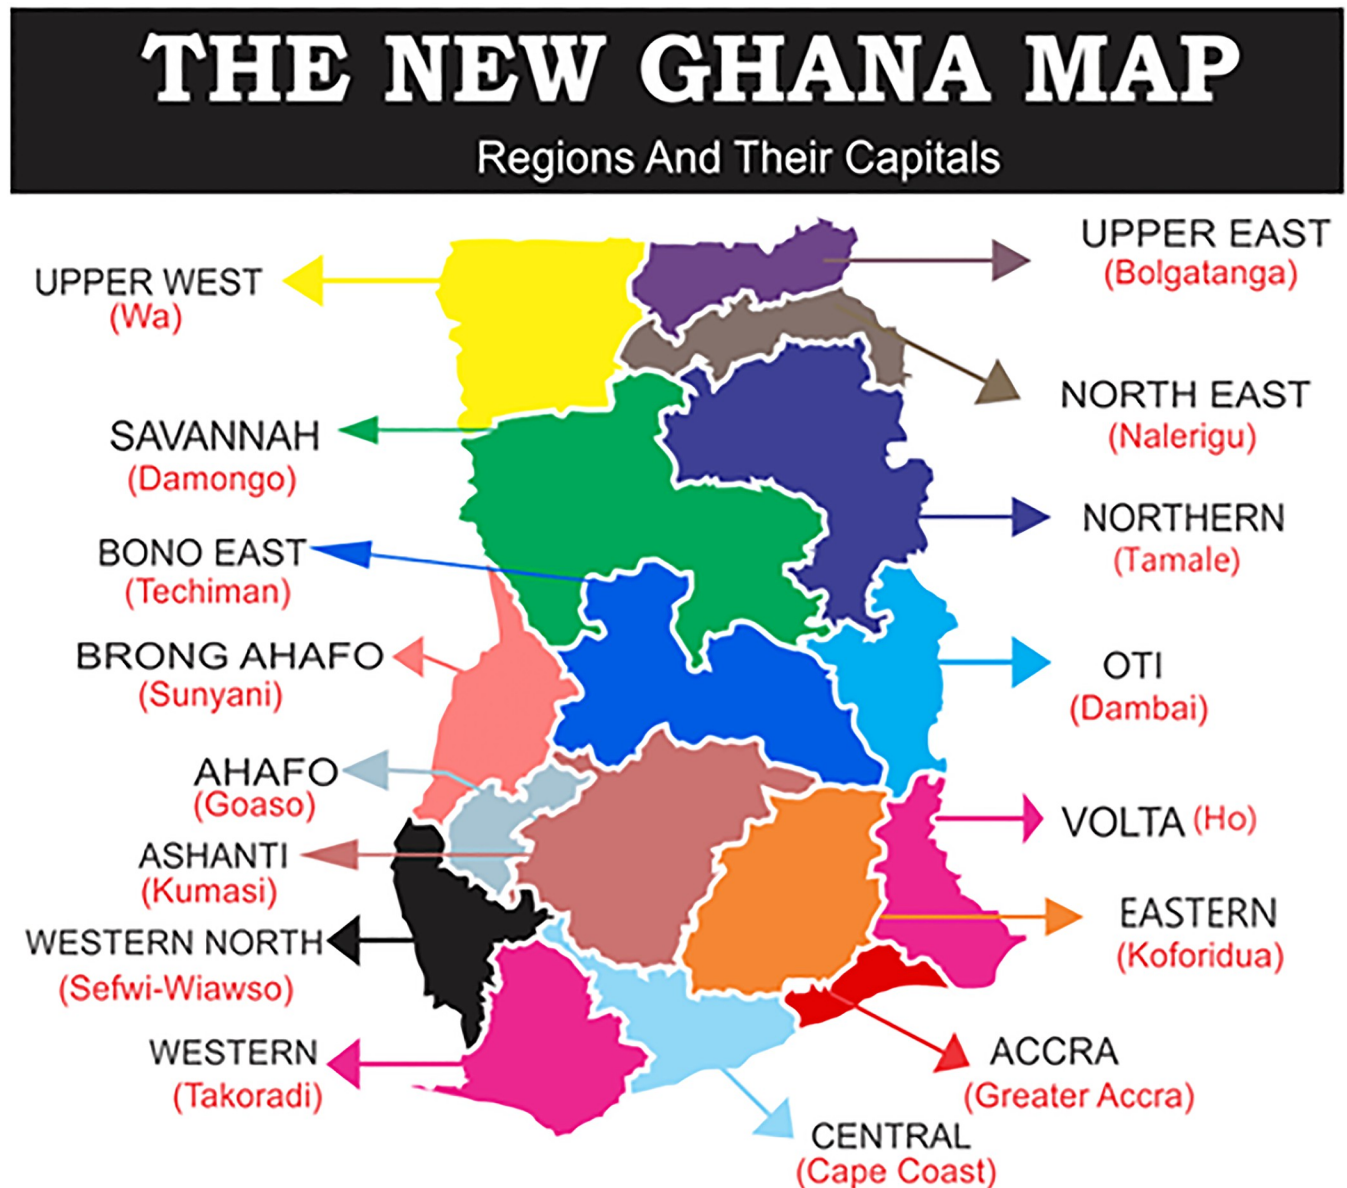 THE NEW GHANA MAP
Regions And Their Capitals
UPPER WEST
(Wa)
SAVANNAH
(Damongo)
BONO EAST
(Techiman)
BRONG AHAFO
(Sunyani)
AHAFO
(Goaso)
ASHANTI
(Kumasi)
WESTERN NORTH
(Sefwi-Wiawso)
WESTERN
(Takoradi)
UPPER EAST
(Bolgatanga)
NORTH EAST
(Nalerigu)
NORTHERN
(Tamale)
OTI
(Dambai)
VOLTA (Ho)
EASTERN
(Koforidua)
ACCRA
(Greater Accra)
CENTRAL
(Cape Coast)